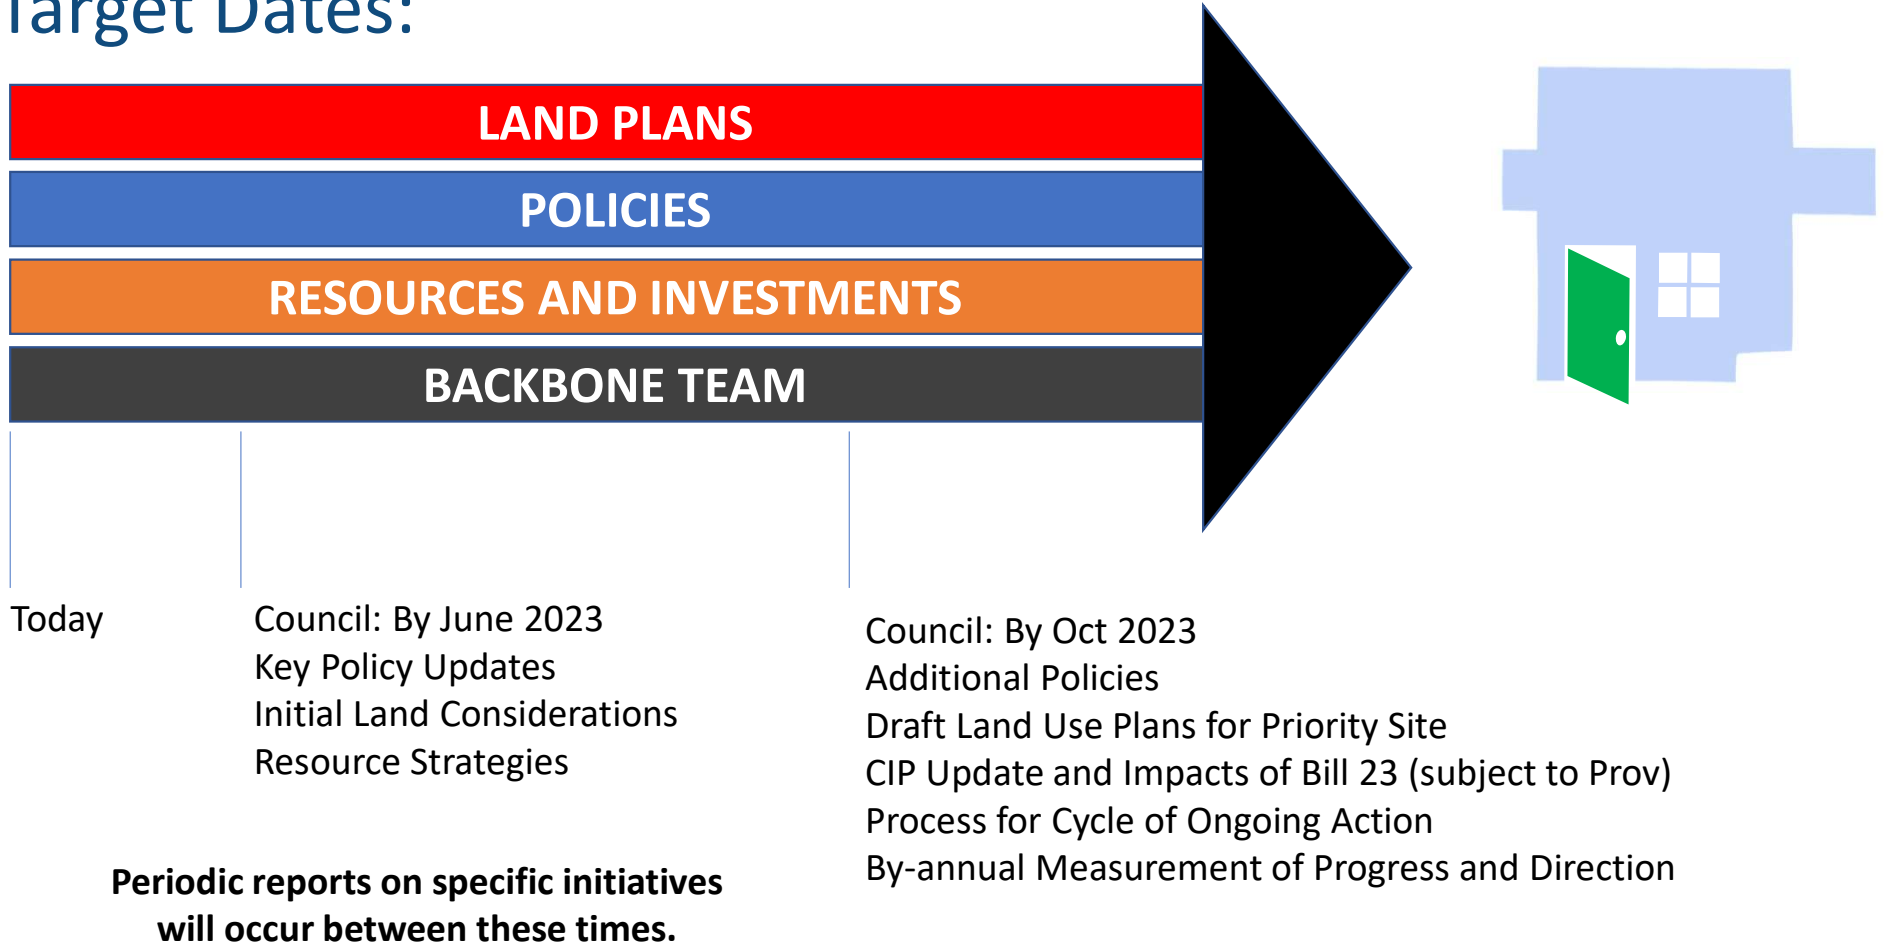 Target Dates:
LAND PLANS
POLICIES
RESOURCES AND INVESTMENTS
BACKBONE TEAM
Today
Council: By June 2023
Key Policy Updates
Initial Land Considerations
Resource Strategies
Periodic reports on specific initiatives
will occur between these times.
Council: By Oct 2023
Additional Policies
Draft Land Use Plans for Priority Site
CIP Update and Impacts of Bill 23 (subject to Prov)
Process for Cycle of Ongoing Action
By-annual Measurement of Progress and Direction